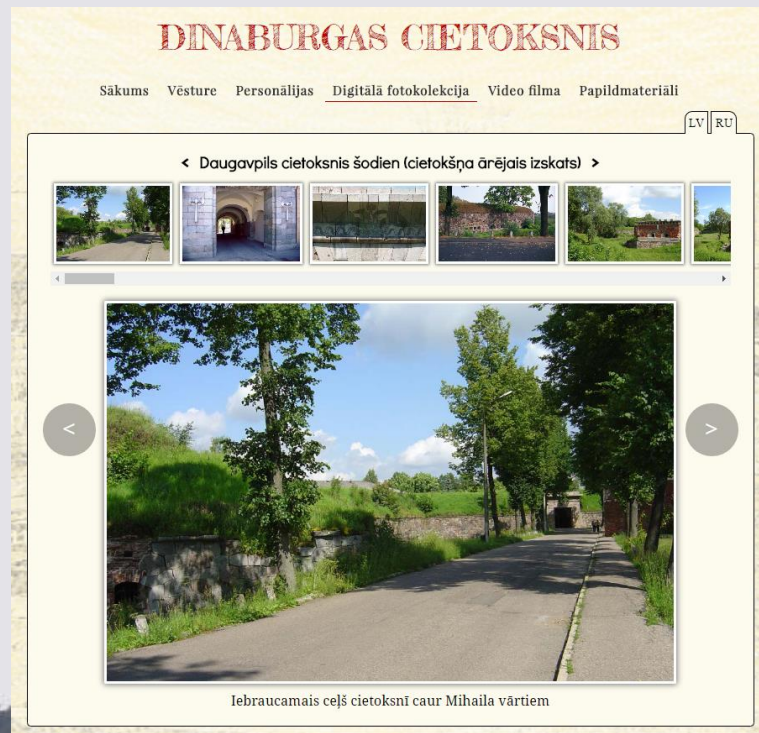 DINABURGAS CIETOKSNIS
Sākums Vēsture Personālijas Digitālā fotokolekcija Video filma Papildmateriāli
LV RU
< Daugavpils cietoksnis šodien (cietokšņa ārējais izskats) >
< >
Iebraucamais ceļš cietoksnī caur Mihaila vārtiem